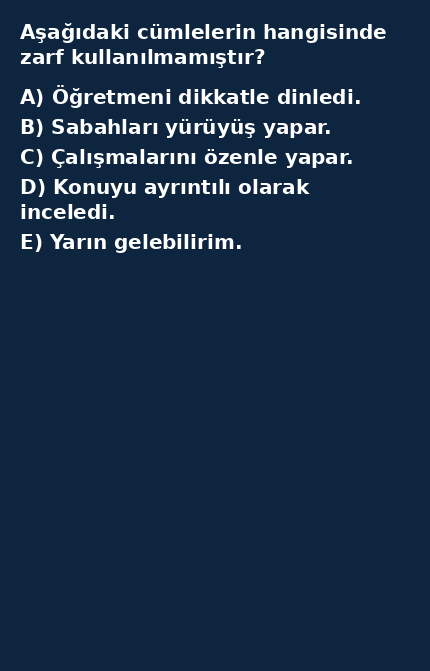 Aşağıdaki cümlelerin hangisinde
zarf kullanılmamıştır?
A) Öğretmeni dikkatle dinledi.
B) Sabahları yürüyüş yapar.
C) Çalışmalarını özenle yapar.
D) Konuyu ayrıntılı olarak
inceledi.
E) Yarın gelebilirim.